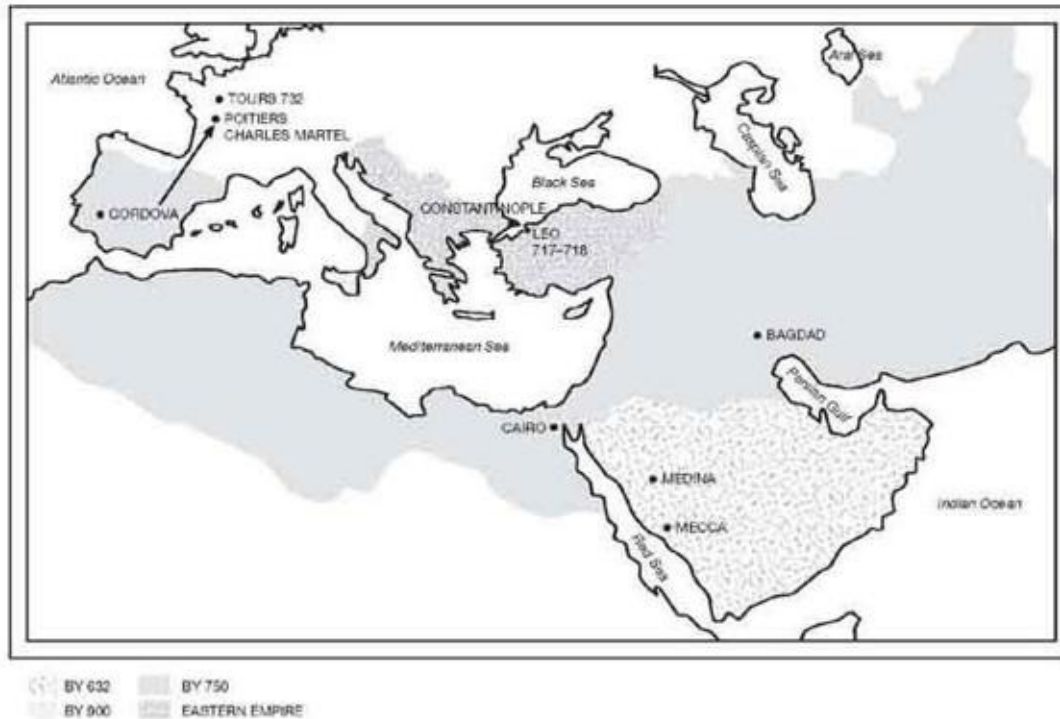 Atlantic Ocean
TOURS 732
POITIERS
CHARLES MARTEL
CORDOVA
Aral Sea
Caspian Sea
Black Sea
CONSTANTINOPLE
LEO
717–718
Mediterranean Sea
BAGDAD
Persian Gulf
CAIRO
MEDINA
MECCA
Red Sea
Indian Ocean
BY 632
BY 750
BY 900
EASTERN EMPIRE